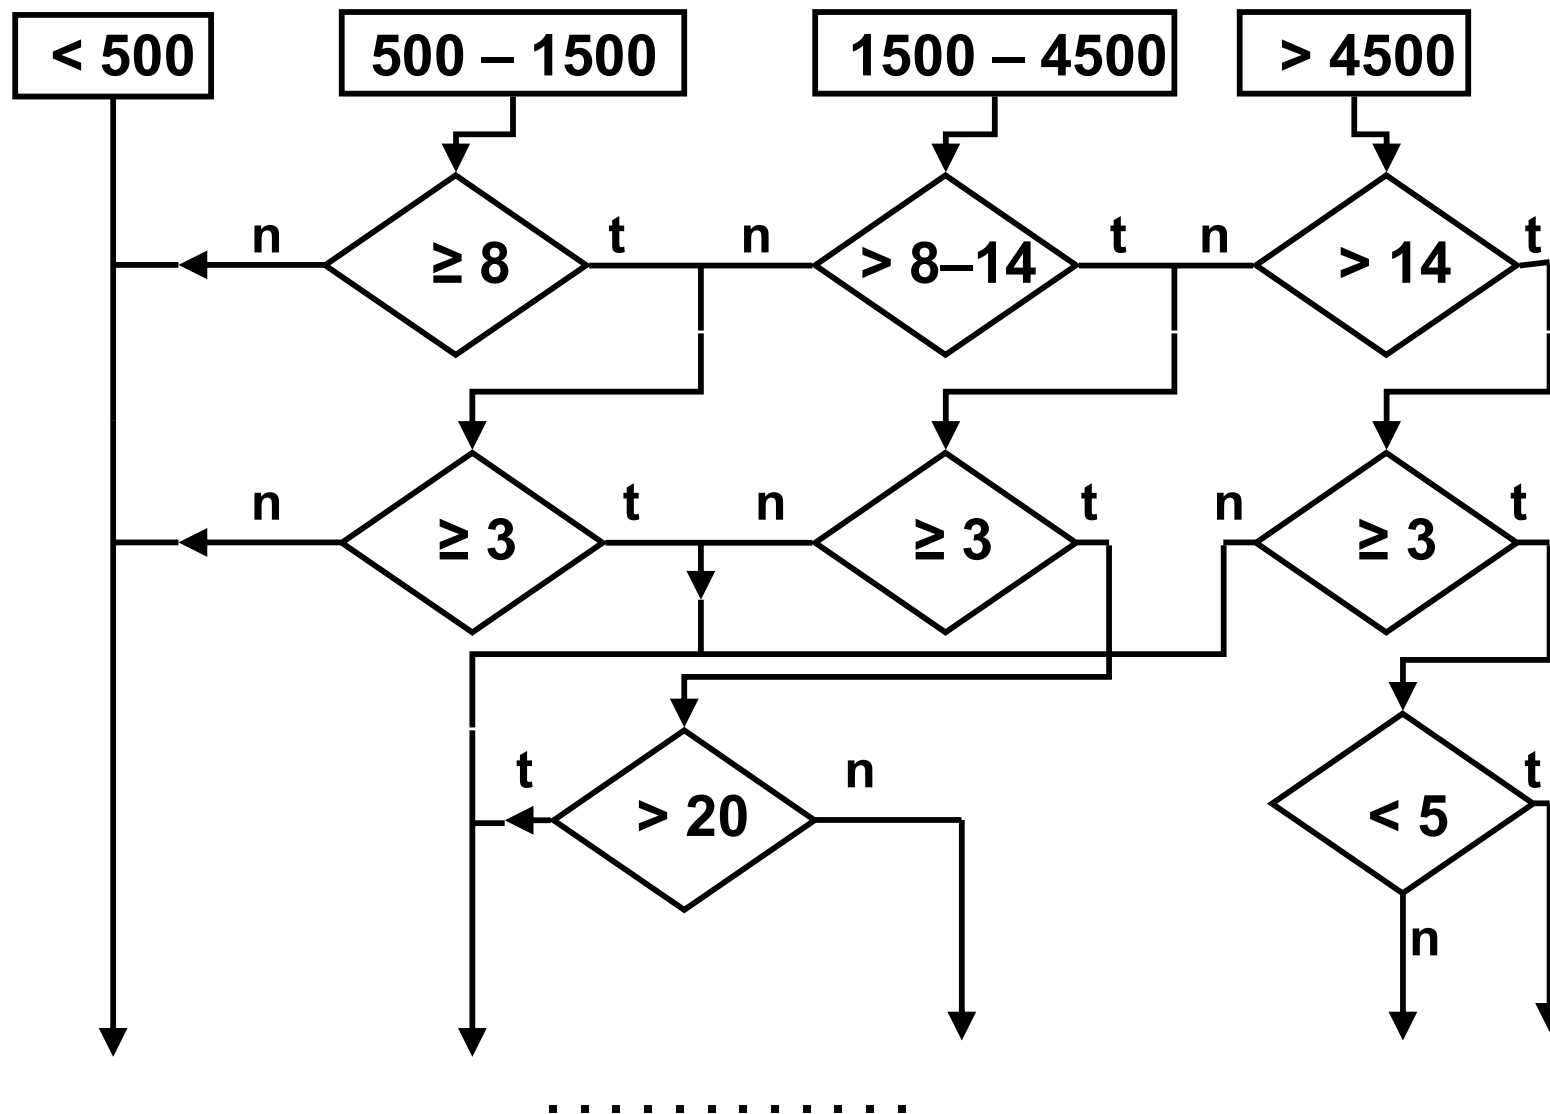 < 500 500 – 1500 1500 – 4500 > 4500
n t n t n t
≥ 8 > 8–14 > 14
n t n t n t
≥ 3 ≥ 3 ≥ 3
t n t
> 20 < 5
n
. . . . . . . . . . . .